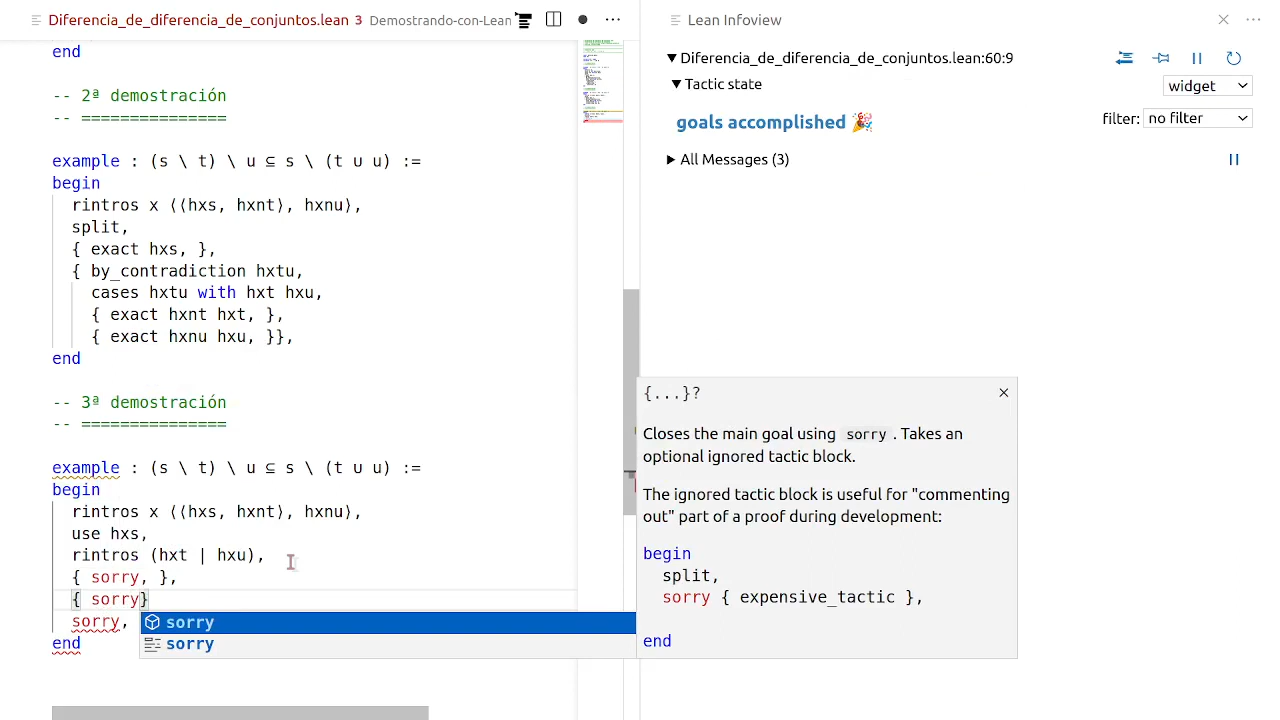 Diferencia_de_diferencia_de_conjuntos.lean 3 Demostrando-con-Lean
end
-- 2ª demostración
-- ===============
example : (s \ t) \ u ⊆ s \ (t ∪ u) :=
begin
rintros x ⟨⟨hxs, hxnt⟩, hxnu⟩,
split,
{ exact hxs, },
{ by_contradiction hxtu,
cases hxtu with hxt hxu,
{ exact hxnt hxt, },
{ exact hxnu hxu, }},
end
-- 3ª demostración
-- ===============
example : (s \ t) \ u ⊆ s \ (t ∪ u) :=
begin
rintros x ⟨⟨hxs, hxnt⟩, hxnu⟩,
use hxs,
rintros (hxt | hxu),
{ sorry, },
{ sorry}
sorry,
end
sorry
sorry
Lean Infoview
Diferencia_de_diferencia_de_conjuntos.lean:60:9
Tactic state
widget
goals accomplished 🎉
filter: no filter
All Messages (3)
{...}?
Closes the main goal using sorry . Takes an
optional ignored tactic block.
The ignored tactic block is useful for "commenting
out" part of a proof during development:
begin
split,
sorry { expensive_tactic },
end